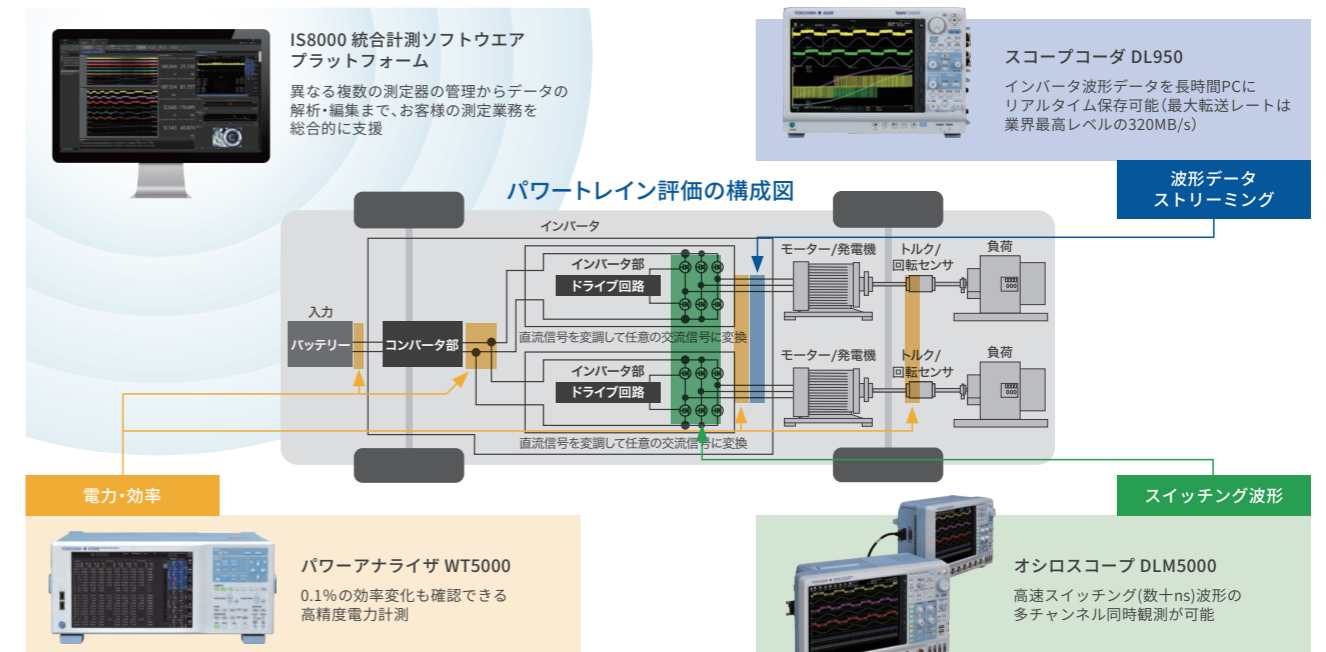 IS8000 統合計測ソフトウエア
プラットフォーム
異なる複数の測定器の管理からデータの
解析・編集まで、お客様の測定業務を
総合的に支援
スコープコーダ DL950
インバータ波形データを長時間PCに
リアルタイム保存可能（最大転送レートは
業界最高レベルの320MB/s）
波形データ
ストリーミング
パワートレイン評価の構成図
インバータ
インバータ部
ドライブ回路
直流信号を変調して任意の交流信号に変換
モーター/発電機
トルク/
回転センサ
負荷
入力
バッテリー
コンバータ部
インバータ部
ドライブ回路
直流信号を変調して任意の交流信号に変換
モーター/発電機
トルク/
回転センサ
負荷
電力・効率
パワーアナライザ WT5000
0.1％の効率変化も確認できる
高精度電力計測
スイッチング波形
オシロスコープ DLM5000
高速スイッチング(数十ns)波形の
多チャンネル同時観測が可能